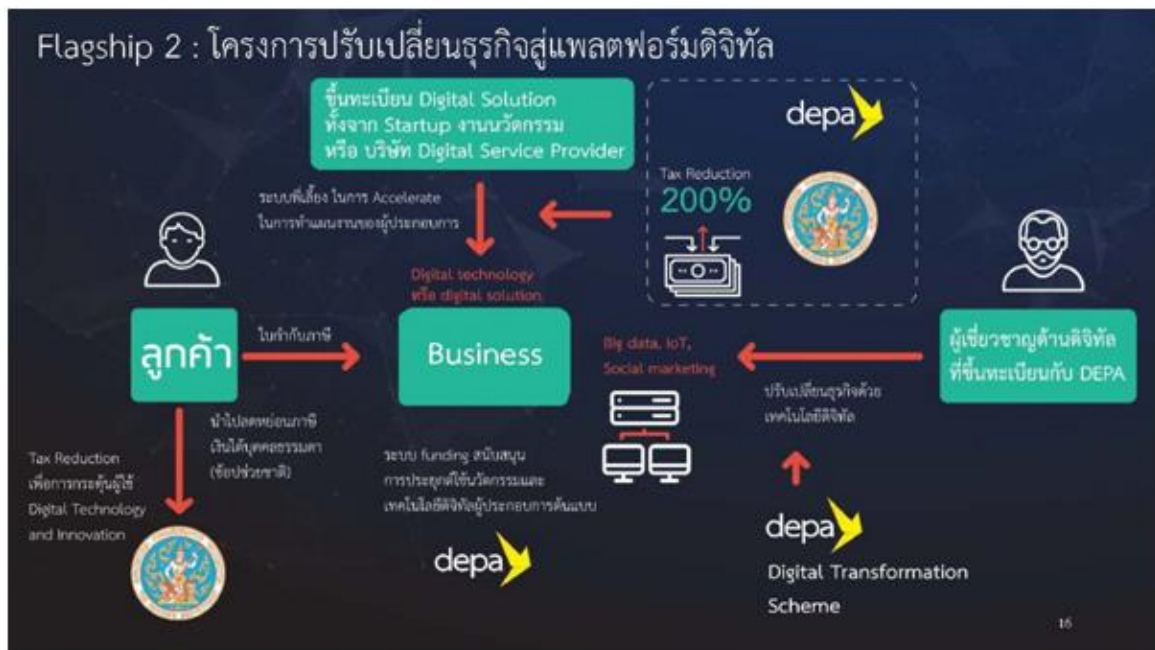 Flagship 2 : โครงการปรับเปลี่ยนธุรกิจสู่แพลตฟอร์มดิจิทัล
ขึ้นทะเบียน Digital Solution
ทั้งจาก Startup งานนวัตกรรม
หรือ บริษัท Digital Service Provider
depa
Tax Reduction
200%
ระบบพี่เลี้ยง ในการ Accelerate
ในการทำแผนงานของผู้ประกอบการ
Digital technology
หรือ digital solution
ลูกค้า
ใบกำกับภาษี
Business
Big data, IoT,
Social marketing
ผู้เชี่ยวชาญด้านดิจิทัล
ที่ขึ้นทะเบียนกับ DEPA
ปรับเปลี่ยนธุรกิจด้วย
เทคโนโลยีดิจิทัล
นำไปลดหย่อนภาษี
เงินได้บุคคลธรรมดา
(ช้อปช่วยชาติ)
Tax Reduction
เพื่อการกระตุ้นผู้ใช้
Digital Technology
and Innovation
ระบบ funding สนับสนุน
การประยุกต์ใช้นวัตกรรมและ
เทคโนโลยีดิจิทัลผู้ประกอบการต้นแบบ
depa
depa
Digital Transformation
Scheme
16